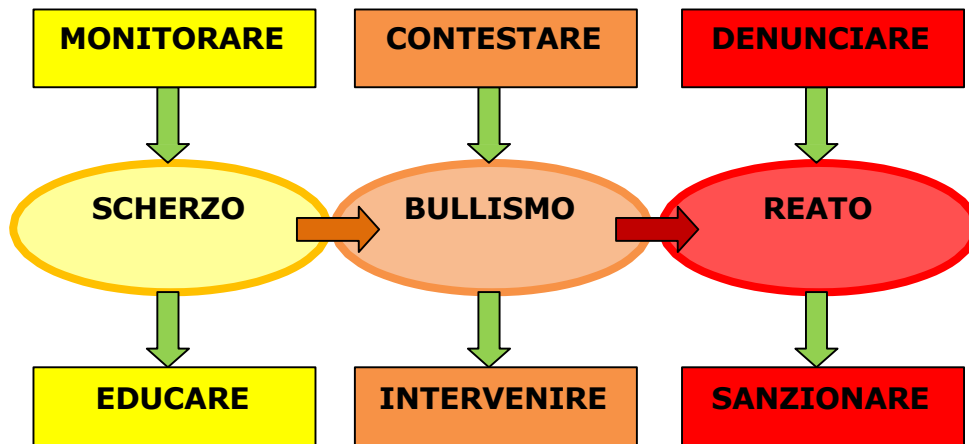 MONITORARE
CONTESTARE
DENUNCIARE
SCHERZO
BULLISMO
REATO
EDUCARE
INTERVENIRE
SANZIONARE